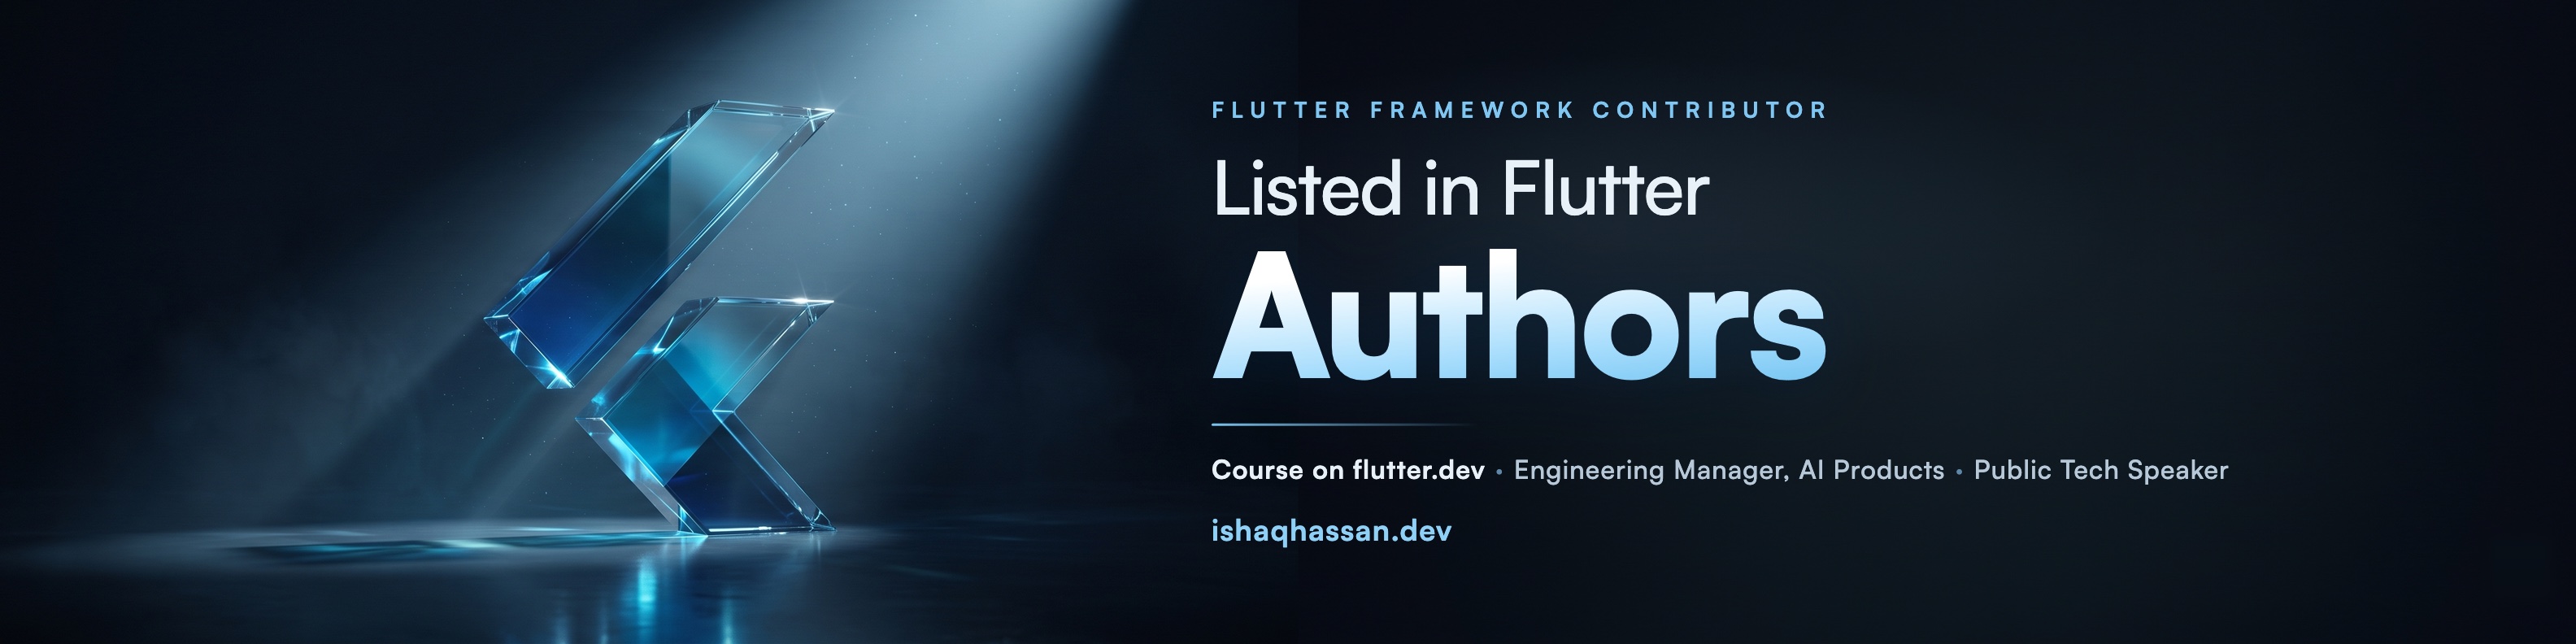 FLUTTER FRAMEWORK CONTRIBUTOR
Listed in Flutter
Authors
Course on flutter.dev • Engineering Manager, AI Products • Public Tech Speaker
ishaqhassan.dev